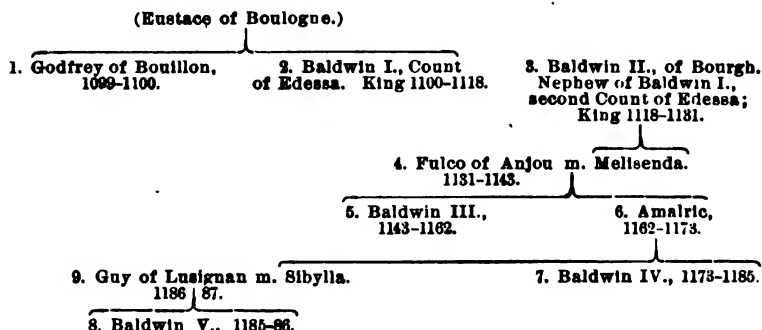 (Eustace of Boulogne.)
1. Godfrey of Bouillon,
1099-1100.
2. Baldwin I., Count
of Edessa. King 1100-1118.
3. Baldwin II., of Bourgh.
Nephew of Baldwin I.,
second Count of Edessa;
King 1118-1131.
4. Fulco of Anjou m. Melisenda.
1131-1143.
5. Baldwin III.,
1143-1162.
6. Amalric,
1162-1173.
9. Guy of Lusignan m. Sibylla.
1186 87.
7. Baldwin IV., 1173-1185.
8. Baldwin V., 1185-86.